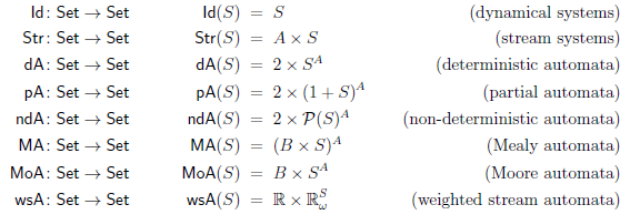 Id: Set → Set Id(S) = S (dynamical systems)
Str: Set → Set Str(S) = A × S (stream systems)
dA: Set → Set dA(S) = 2 × S^A (deterministic automata)
pA: Set → Set pA(S) = 2 × (1 + S)^A (partial automata)
ndA: Set → Set ndA(S) = 2 × 𝒫(S)^A (non-deterministic automata)
MA: Set → Set MA(S) = (B × S)^A (Mealy automata)
MoA: Set → Set MoA(S) = B × S^A (Moore automata)
wsA: Set → Set wsA(S) = ℝ × ℝ_ω^S (weighted stream automata)